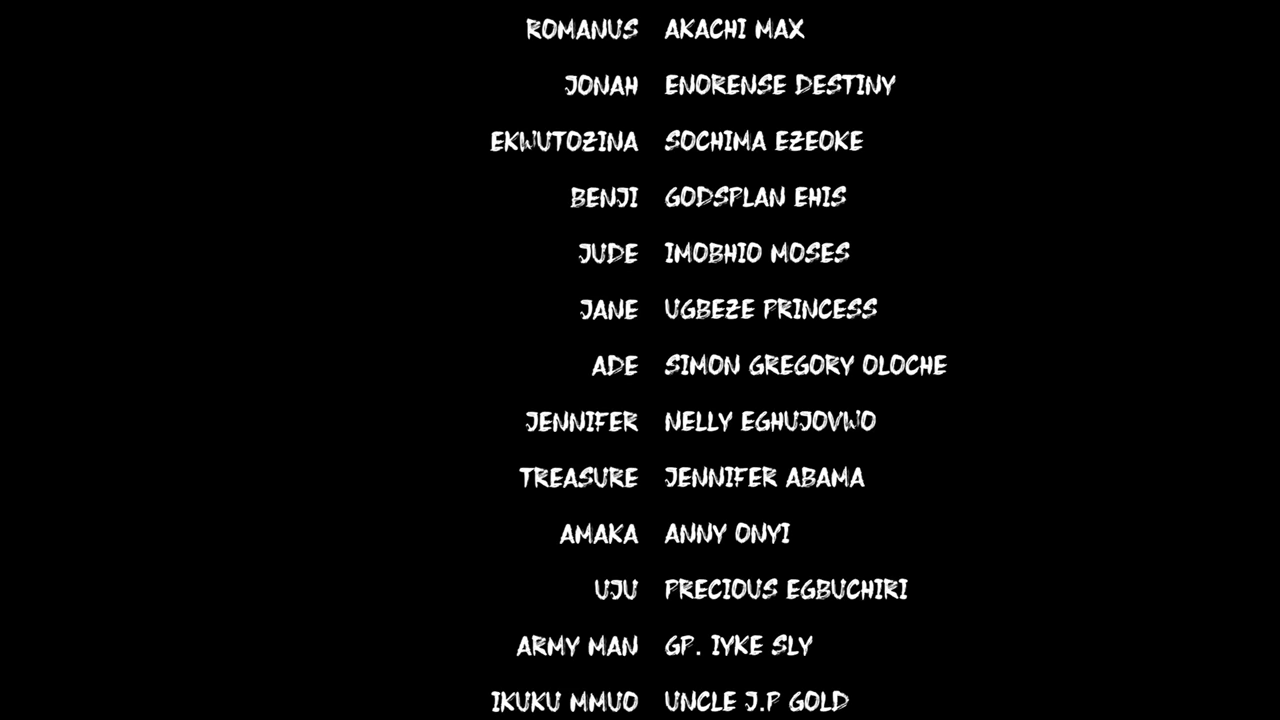 ROMANUS AKACHI MAX
JONAH ENORENSE DESTINY
EKWUTOZINA SOCHIMA EZEOKE
BENJI GODSPLAN EHIS
JUDE IMOBHIO MOSES
JANE UGBEZE PRINCESS
ADE SIMON GREGORY OLOCHE
JENNIFER NELLY EGHUJOVWO
TREASURE JENNIFER ABAMA
AMAKA ANNY ONYI
UJU PRECIOUS EGBUCHIRI
ARMY MAN GP. IYKE SLY
IKUKU MMUO UNCLE J.P GOLD